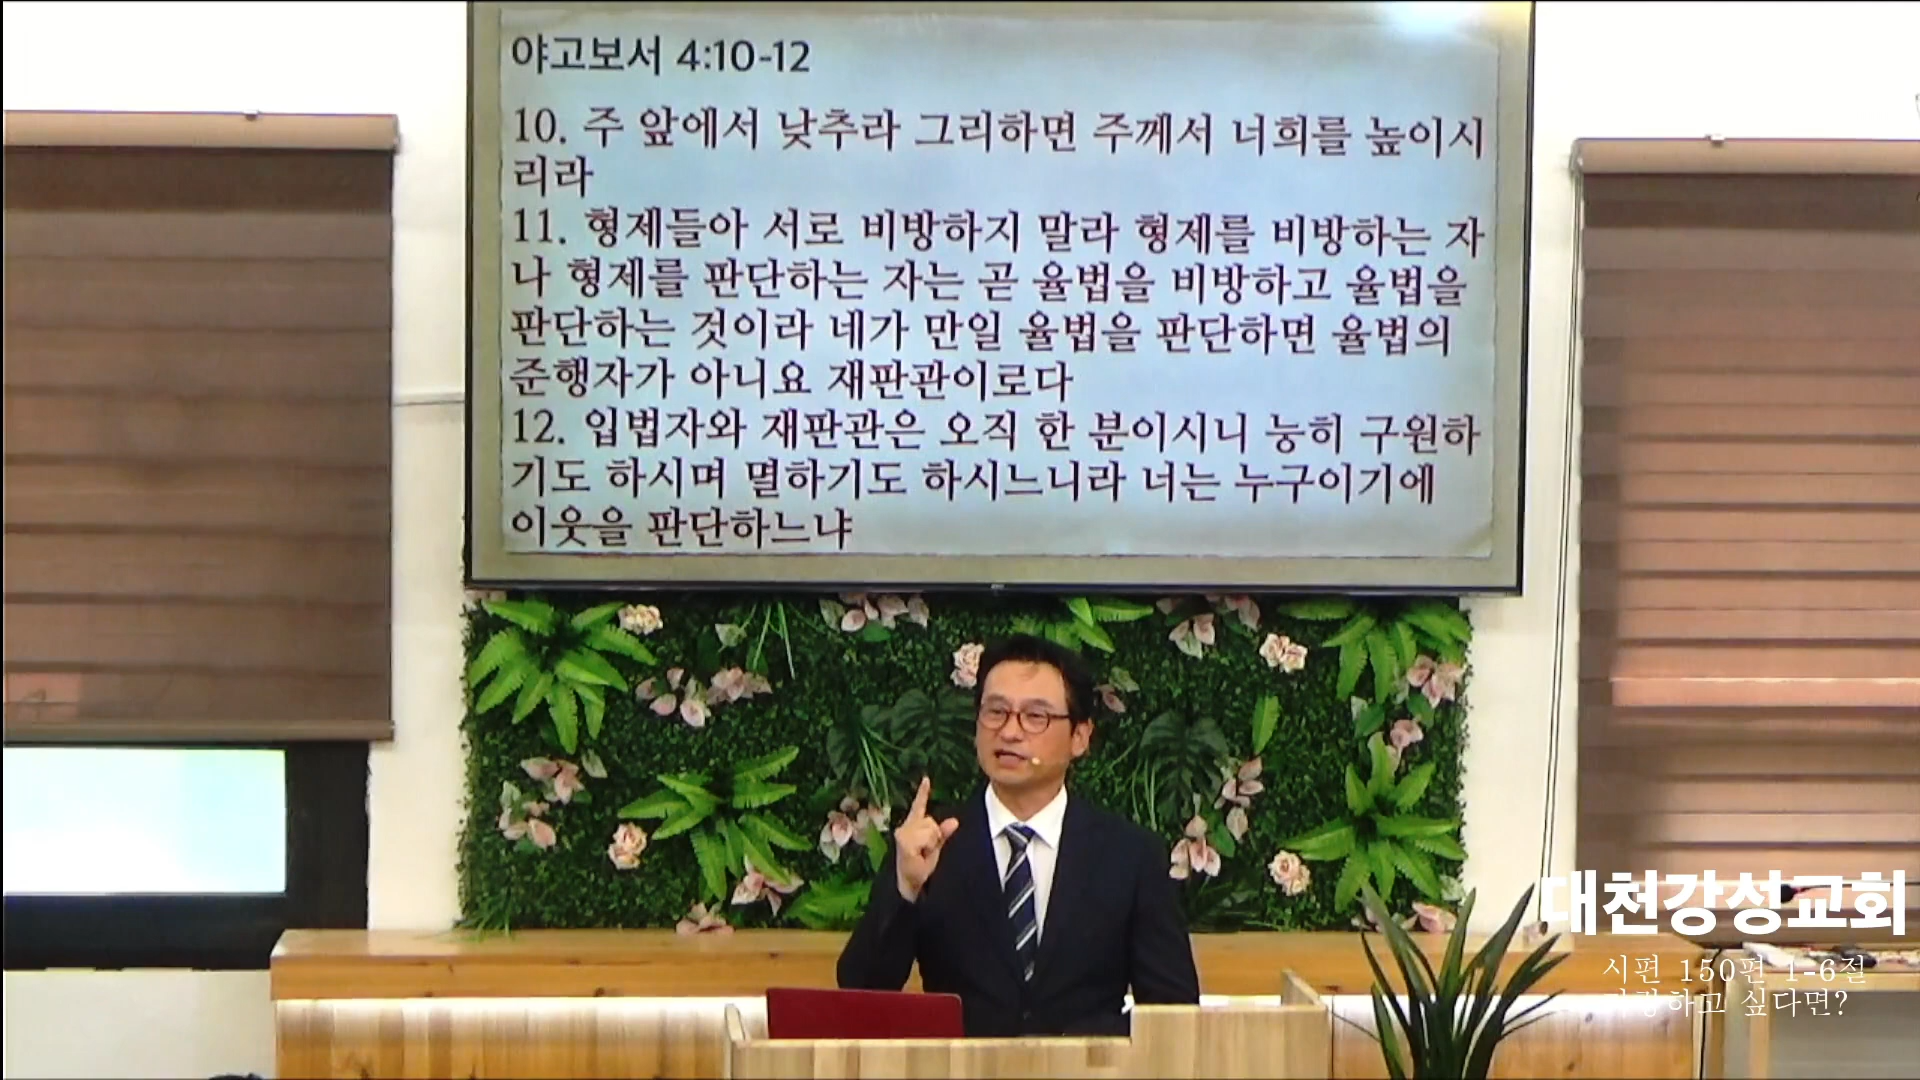 야고보서 4:10-12
10. 주 앞에서 낮추라 그리하면 주께서 너희를 높이시
리라
11. 형제들아 서로 비방하지 말라 형제를 비방하는 자
나 형제를 판단하는 자는 곧 율법을 비방하고 율법을
판단하는 것이라 네가 만일 율법을 판단하면 율법의
준행자가 아니요 재판관이로다
12. 입법자와 재판관은 오직 한 분이시니 능히 구원하
기도 하시며 멸하기도 하시느니라 너는 누구이기에
이웃을 판단하느냐
대천강성교회
시편 150편 1-6절
싶다면?